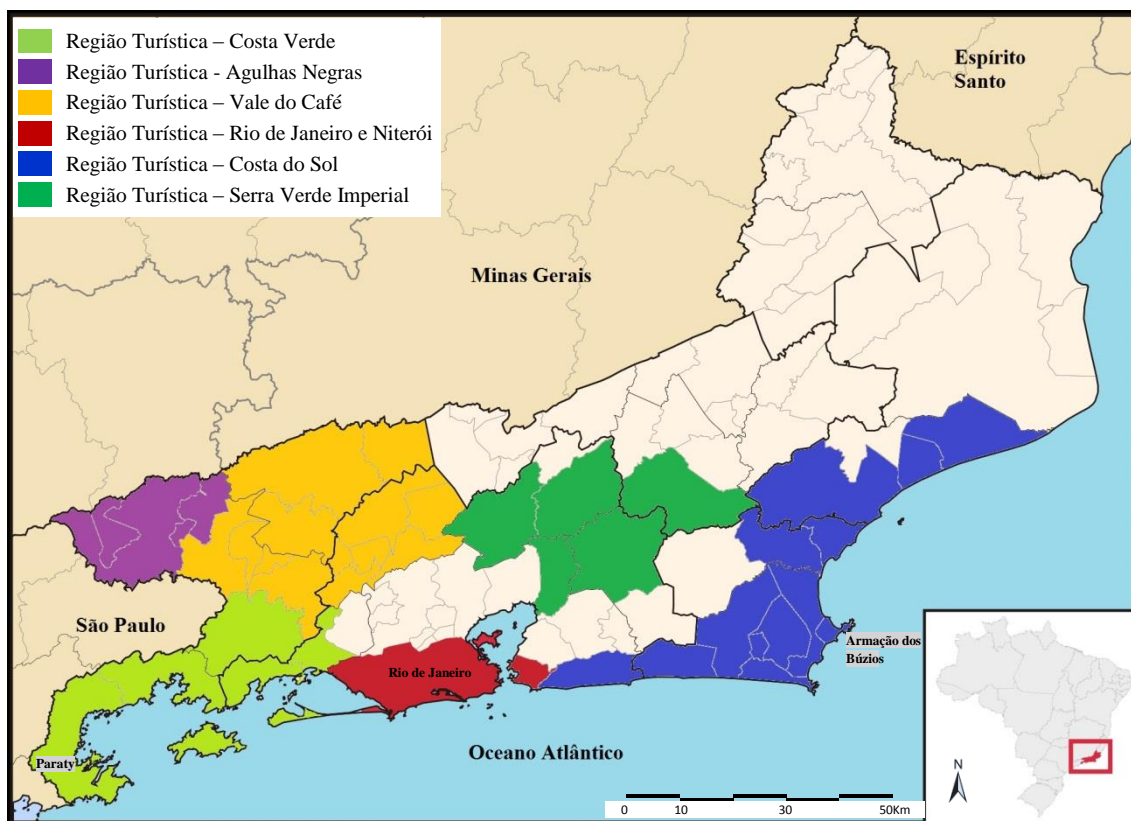 Região Turística – Costa Verde
Região Turística - Agulhas Negras
Região Turística – Vale do Café
Região Turística – Rio de Janeiro e Niterói
Região Turística – Costa do Sol
Região Turística – Serra Verde Imperial
Espírito
Santo
Minas Gerais
São Paulo
Rio de Janeiro
Armação dos
Búzios
Paraty
Oceano Atlântico
N
0 10 30 50Km